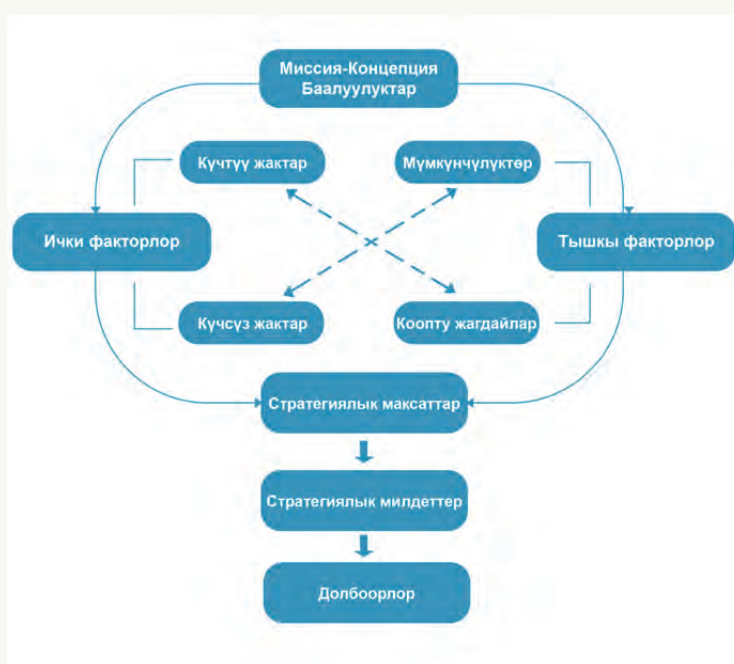 Миссия-Концепция
Баалуулуктар
Күчтүү жактар
Мүмкүнчүлүктөр
Ички факторлор
Тышкы факторлор
Күчсүз жактар
Коопту жагдайлар
Стратегиялык максаттар
Стратегиялык милдеттер
Долбоорлор